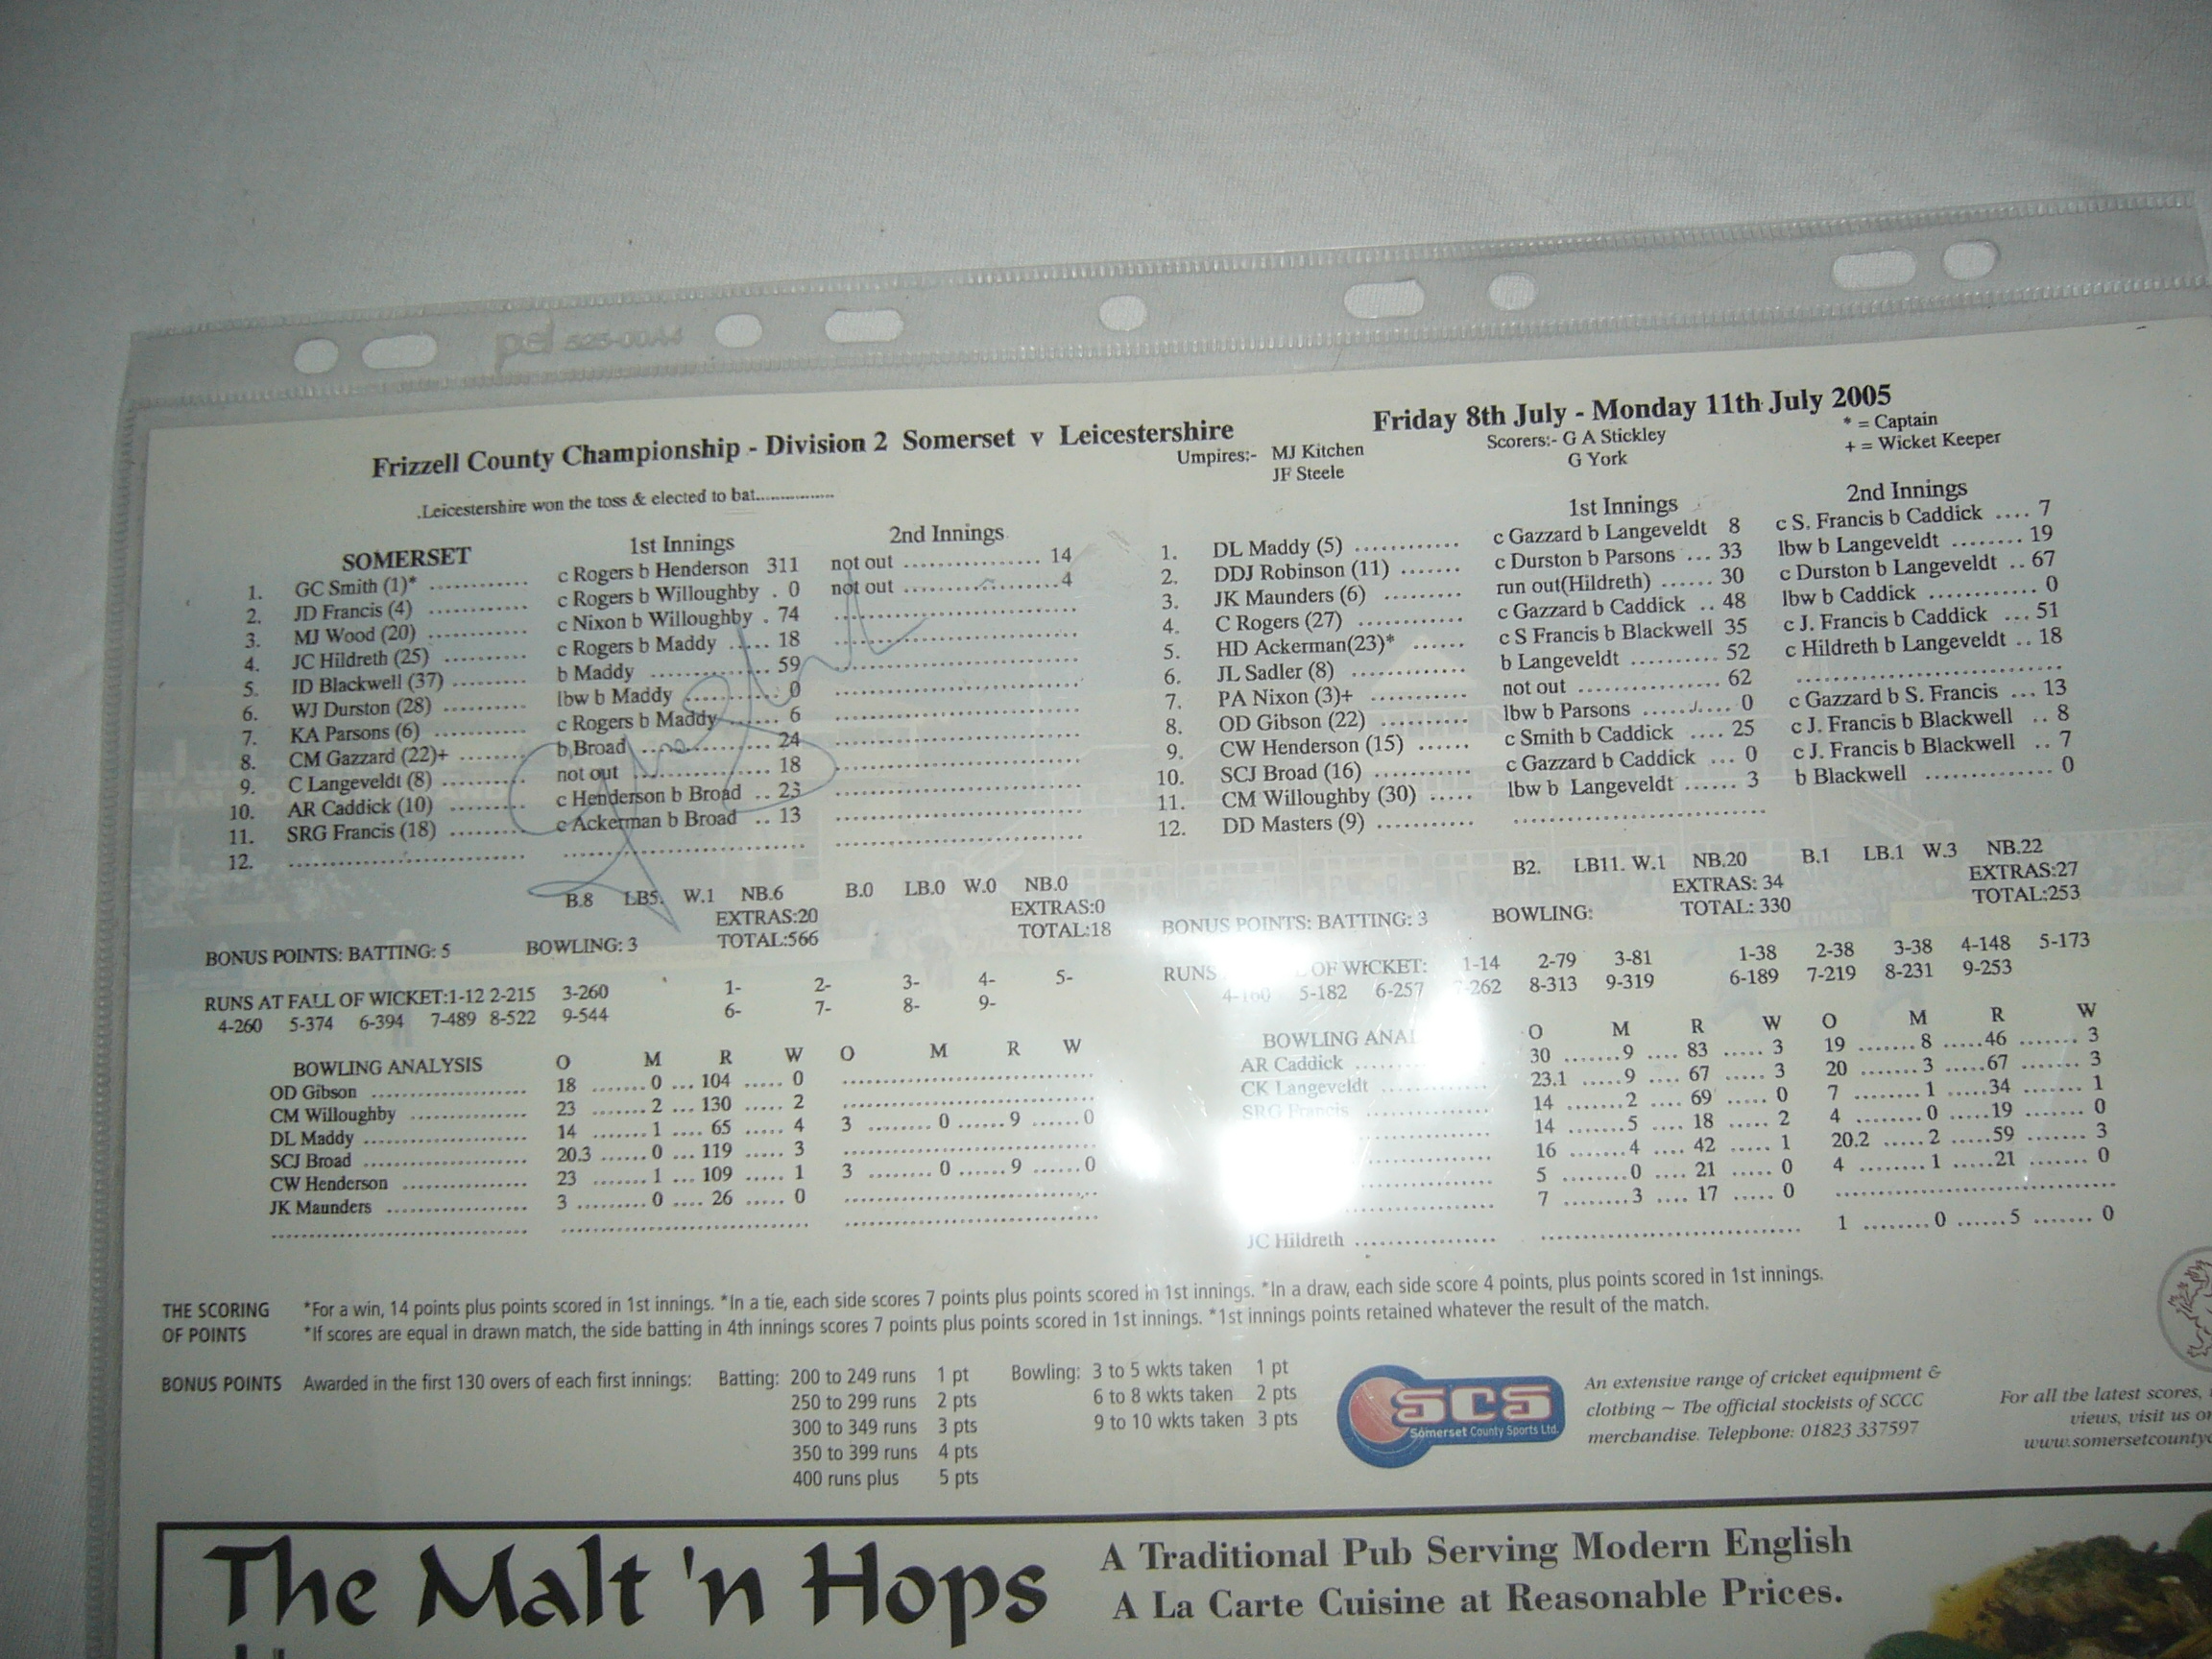 pel 525-00A4
Frizzell County Championship - Division 2 Somerset v Leicestershire
Friday 8th July - Monday 11th July 2005
Umpires:- MJ Kitchen
JF Steele
Scorers:- G A Stickley
G York
* = Captain
+ = Wicket Keeper
.Leicestershire won the toss & elected to bat................
SOMERSET 1st Innings 2nd Innings
1. GC Smith (1)* ............ c Rogers b Henderson 311 not out ................. 14
2. JD Francis (4) ............ c Rogers b Willoughby . 0 not out ................... 4
3. MJ Wood (20) ............ c Nixon b Willoughby . 74
4. JC Hildreth (25) .......... c Rogers b Maddy ..... 18
5. ID Blackwell (37) ......... b Maddy ................ 59
6. WJ Durston (28) .......... lbw b Maddy ........... 0
7. KA Parsons (6) ........... c Rogers b Maddy ...... 6
8. CM Gazzard (22)+ ........ b Broad ................ 24
9. C Langeveldt (8) .......... not out .................. 18
10. AR Caddick (10) ......... c Henderson b Broad .. 23
11. SRG Francis (18) ......... c Ackerman b Broad .. 13
12. ............................
B.8 LB5. W.1 NB.6 B.0 LB.0 W.0 NB.0
EXTRAS:20 EXTRAS:0
TOTAL:566 TOTAL:18
BONUS POINTS: BATTING: 5 BOWLING: 3
RUNS AT FALL OF WICKET:1-12 2-215 3-260 1- 2- 3- 4- 5-
4-260 5-374 6-394 7-489 8-522 9-544 6- 7- 8- 9-
BOWLING ANALYSIS O M R W O M R W
OD Gibson .................... 18 ....... 0 ... 104 ..... 0
CM Willoughby .............. 23 ....... 2 ... 130 ..... 2
DL Maddy ..................... 14 ....... 1 .... 65 ..... 4 3 ........ 0 ...... 9 ......0
SCJ Broad ..................... 20.3 ...... 0 ... 119 ..... 3
CW Henderson ............... 23 ....... 1 ... 109 ..... 1 3 ........ 0 ...... 9 ...... 0
JK Maunders .................. 3 ......... 0 .... 26 ..... 0
1st Innings 2nd Innings
1. DL Maddy (5) ............ c Gazzard b Langeveldt 8 c S. Francis b Caddick .... 7
2. DDJ Robinson (11) ....... c Durston b Parsons ... 33 lbw b Langeveldt ........ 19
3. JK Maunders (6) ......... run out(Hildreth) ...... 30 c Durston b Langeveldt .. 67
4. C Rogers (27) ............ c Gazzard b Caddick .. 48 lbw b Caddick ............ 0
5. HD Ackerman(23)* ...... c S Francis b Blackwell 35 c J. Francis b Caddick ... 51
6. JL Sadler (8) ............. b Langeveldt .......... 52 c Hildreth b Langeveldt .. 18
7. PA Nixon (3)+ ........... not out ................. 62 .............................
8. OD Gibson (22) .......... lbw b Parsons .......... 0 c Gazzard b S. Francis ... 13
9. CW Henderson (15) ...... c Smith b Caddick .... 25 c J. Francis b Blackwell .. 8
10. SCJ Broad (16) ........... c Gazzard b Caddick ... 0 c J. Francis b Blackwell .. 7
11. CM Willoughby (30) ..... lbw b Langeveldt ...... 3 b Blackwell .............. 0
12. DD Masters (9) ...........
B2. LB11. W.1 NB.20 B.1 LB.1 W.3 NB.22
EXTRAS: 34 EXTRAS:27
BONUS POINTS: BATTING: 3 BOWLING: TOTAL: 330 TOTAL:253
RUNS OF WICKET: 1-14 2-79 3-81 1-38 2-38 3-38 4-148 5-173
4-160 5-182 6-257 7-262 8-313 9-319 6-189 7-219 8-231 9-253
BOWLING ANA O M R W O M R W
AR Caddick 30 .......9 .... 83 ..... 3 19 ....... 8 .....46 ....... 3
CK Langeveldt 23.1 .....9 .... 67 ..... 3 20 ....... 3 ......67 ....... 3
SRG Francis 14 .......2 .... 69 ..... 0 7 ......... 1 .....34 ....... 1
14 .......5 .... 18 ..... 2 4 ......... 0 .....19 ....... 0
16 .......4 .... 42 ..... 1 20.2 ..... 2 ......59 ....... 3
5 ........0 .... 21 ..... 0 4 ......... 1 .....21 ....... 0
7 ........3 .... 17 ..... 0
JC Hildreth ................. 1 ........ 0 ...... 5 ....... 0
THE SCORING OF POINTS
*For a win, 14 points plus points scored in 1st innings. *In a tie, each side scores 7 points plus points scored in 1st innings. *In a draw, each side score 4 points, plus points scored in 1st innings.
*If scores are equal in drawn match, the side batting in 4th innings scores 7 points plus points scored in 1st innings. *1st innings points retained whatever the result of the match.
BONUS POINTS Awarded in the first 130 overs of each first innings: Batting: 200 to 249 runs 1 pt Bowling: 3 to 5 wkts taken 1 pt
250 to 299 runs 2 pts 6 to 8 wkts taken 2 pts
300 to 349 runs 3 pts 9 to 10 wkts taken 3 pts
350 to 399 runs 4 pts
400 runs plus 5 pts
SCS
Somerset County Sports Ltd.
An extensive range of cricket equipment &
clothing ~ The official stockists of SCCC
merchandise. Telephone: 01823 337597
For all the latest scores,
views, visit us on
www.somersetcountyc
The Malt 'n Hops
A Traditional Pub Serving Modern English
A La Carte Cuisine at Reasonable Prices.